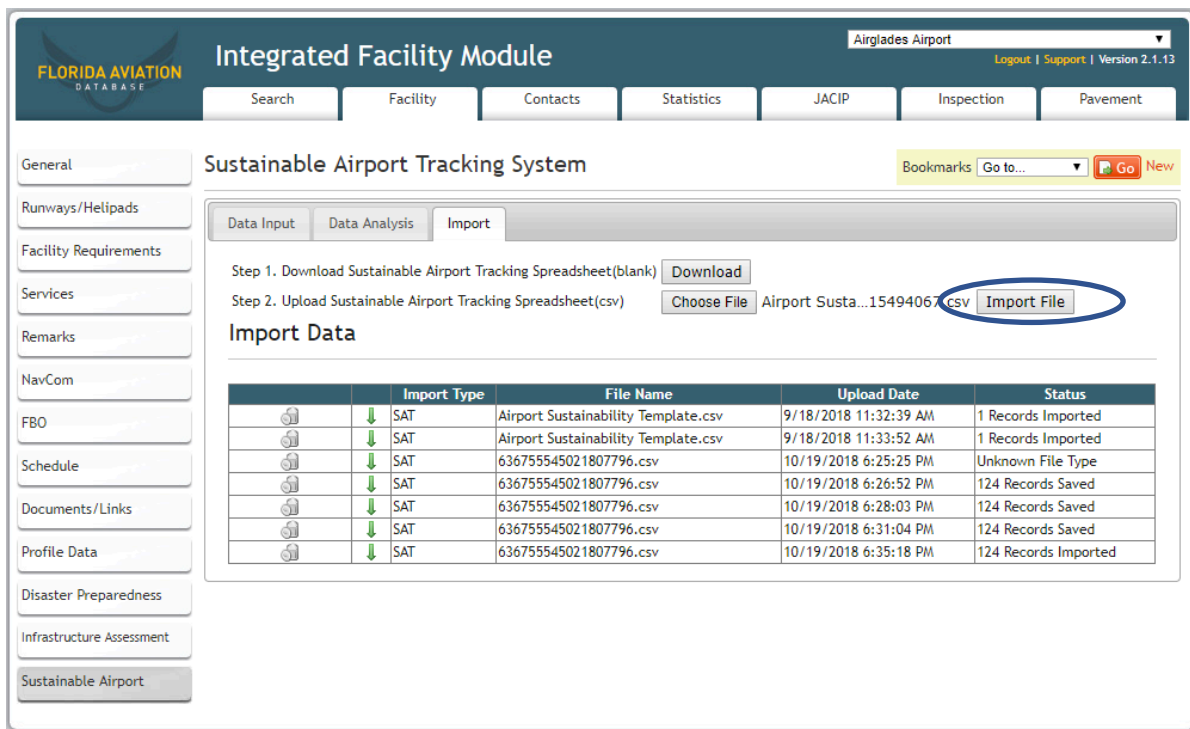 FLORIDA AVIATION
DATABASE
Integrated Facility Module
Airglades Airport
Logout | Support | Version 2.1.13
Search Facility Contacts Statistics JACIP Inspection Pavement
General
Runways/Helipads
Facility Requirements
Services
Remarks
NavCom
FBO
Schedule
Documents/Links
Profile Data
Disaster Preparedness
Infrastructure Assessment
Sustainable Airport
Sustainable Airport Tracking System
Bookmarks Go to... Go New
Data Input Data Analysis Import
Step 1. Download Sustainable Airport Tracking Spreadsheet(blank) Download
Step 2. Upload Sustainable Airport Tracking Spreadsheet(csv) Choose File Airport Susta...15494067.csv Import File
Import Data
Import Type File Name Upload Date Status
SAT Airport Sustainability Template.csv 9/18/2018 11:32:39 AM 1 Records Imported
SAT Airport Sustainability Template.csv 9/18/2018 11:33:52 AM 1 Records Imported
SAT 636755545021807796.csv 10/19/2018 6:25:25 PM Unknown File Type
SAT 636755545021807796.csv 10/19/2018 6:26:52 PM 124 Records Saved
SAT 636755545021807796.csv 10/19/2018 6:28:03 PM 124 Records Saved
SAT 636755545021807796.csv 10/19/2018 6:31:04 PM 124 Records Saved
SAT 636755545021807796.csv 10/19/2018 6:35:18 PM 124 Records Imported